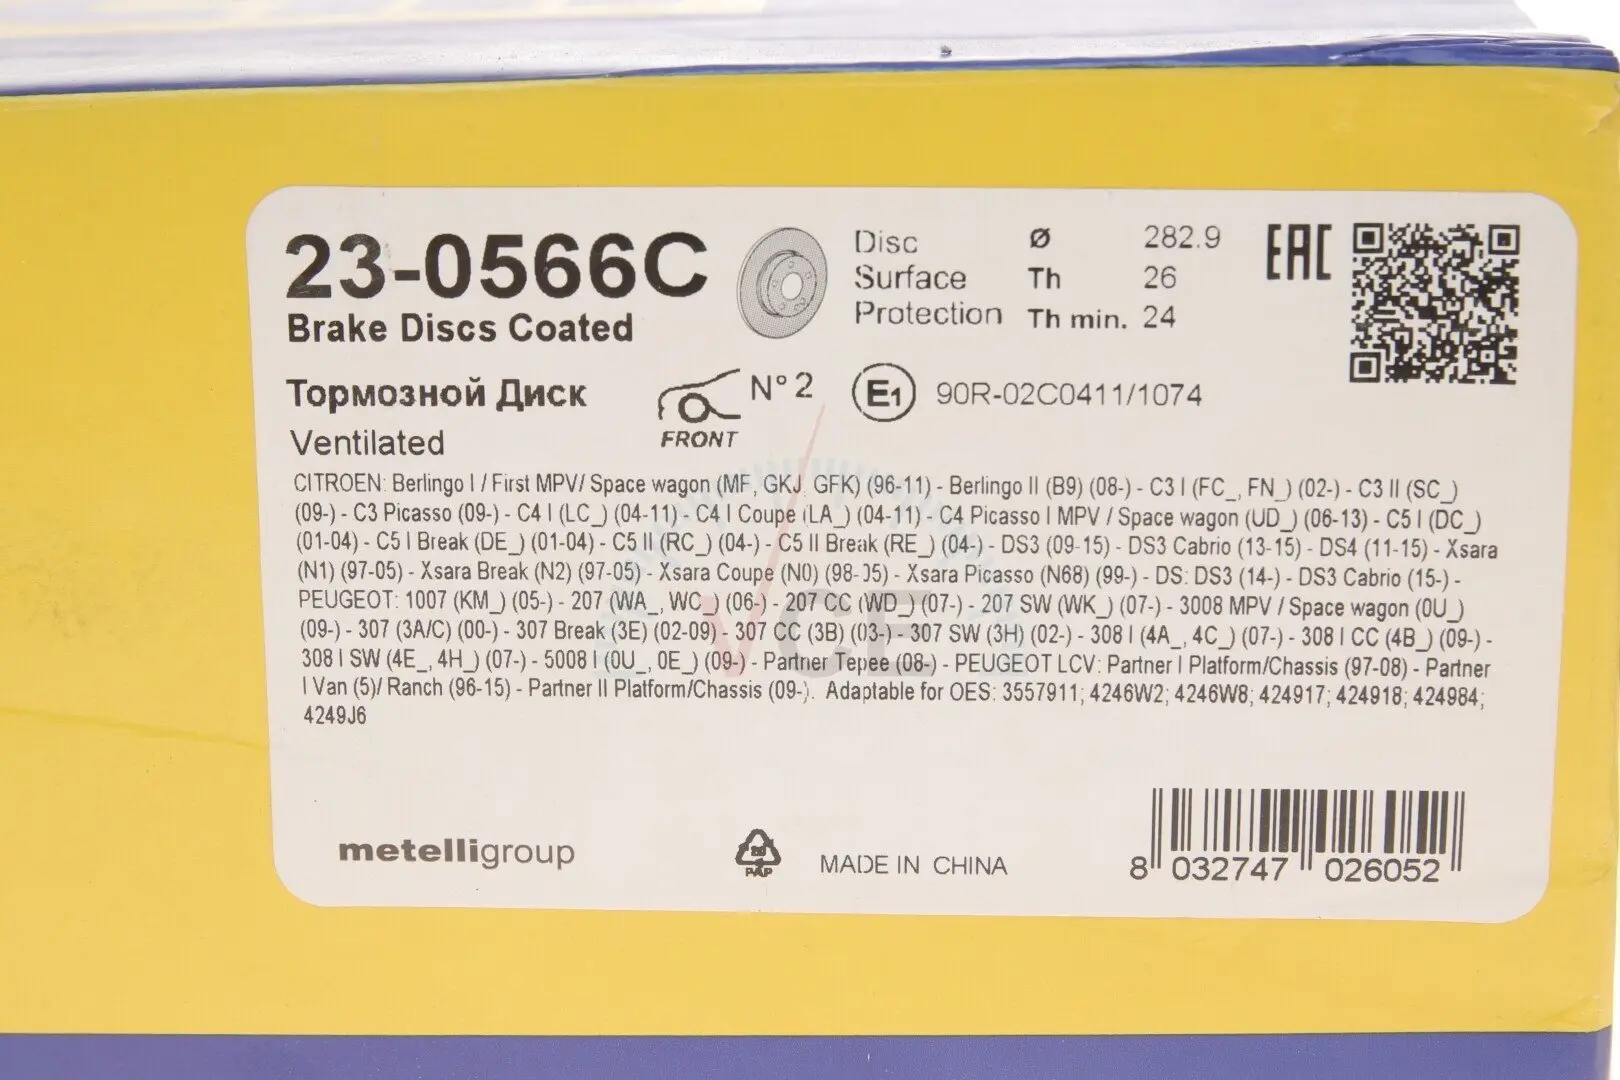 23-0566C
Brake Discs Coated
Disc Ø 282.9
Surface Th 26
Protection Th min. 24
EAC
Тормозной Диск
Ventilated
FRONT
N° 2
E1 90R-02C0411/1074
CITROEN: Berlingo I / First MPV/ Space wagon (MF, GKJ, GFK) (96-11) - Berlingo II (B9) (08-) - C3 I (FC_, FN_) (02-) - C3 II (SC_)
(09-) - C3 Picasso (09-) - C4 I (LC_) (04-11) - C4 I Coupe (LA_) (04-11) - C4 Picasso I MPV / Space wagon (UD_) (06-13) - C5 I (DC_)
(01-04) - C5 I Break (DE_) (01-04) - C5 II (RC_) (04-) - C5 II Break (RE_) (04-) - DS3 (09-15) - DS3 Cabrio (13-15) - DS4 (11-15) - Xsara
(N1) (97-05) - Xsara Break (N2) (97-05) - Xsara Coupe (N0) (98-05) - Xsara Picasso (N68) (99-) - DS: DS3 (14-) - DS3 Cabrio (15-) -
PEUGEOT: 1007 (KM_) (05-) - 207 (WA_, WC_) (06-) - 207 CC (WD_) (07-) - 207 SW (WK_) (07-) - 3008 MPV / Space wagon (0U_)
(09-) - 307 (3A/C) (00-) - 307 Break (3E) (02-09) - 307 CC (3B) (03-) - 307 SW (3H) (02-) - 308 I (4A_, 4C_) (07-) - 308 I CC (4B_) (09-) -
308 I SW (4E_, 4H_) (07-) - 5008 I (0U_, 0E_) (09-) - Partner Tepee (08-) - PEUGEOT LCV: Partner I Platform/Chassis (97-08) - Partner
I Van (5)/ Ranch (96-15) - Partner II Platform/Chassis (09-). Adaptable for OES: 3557911; 4246W2; 4246W8; 424917; 424918; 424984;
4249J6
VCE
metelligroup
20
PAP
MADE IN CHINA
8 032747 026052